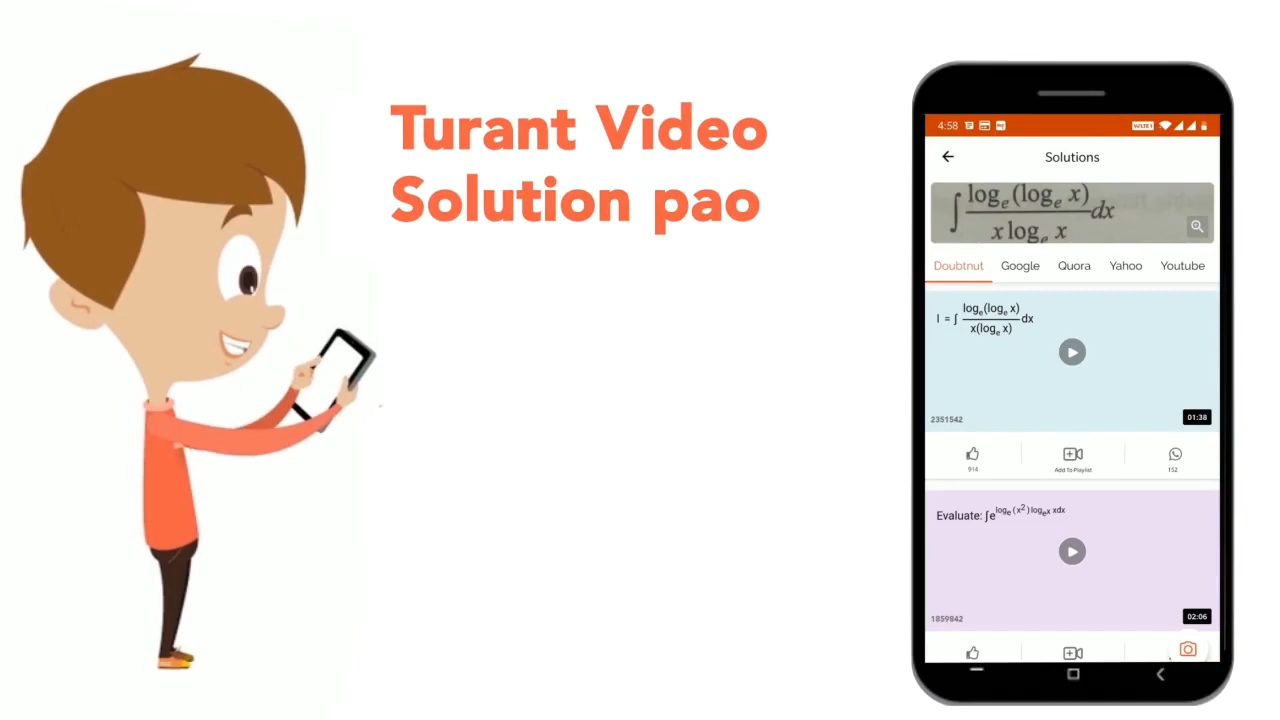 Turant Video
Solution pao
4:58
Solutions
∫ logₑ(logₑ x) / x logₑ x dx
Doubtnut Google Quora Yahoo Youtube
I = ∫ logₑ(logₑ x) / x(logₑ x) dx
2351542 01:38
914 Add To Playlist 152
Evaluate: ∫e^(logₑ(x²)logₑx xdx)
1859842 02:06